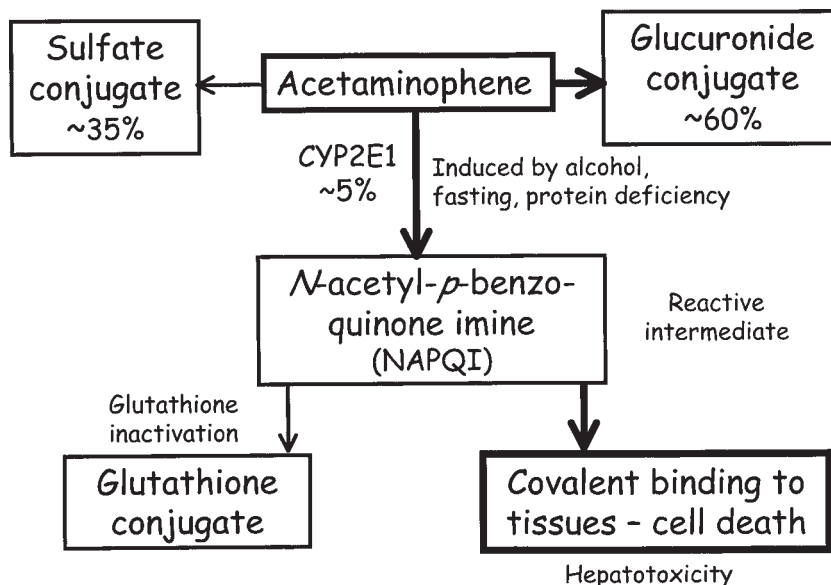 Sulfate
conjugate
~35%
Acetaminophene
Glucuronide
conjugate
~60%
CYP2E1
~5%
Induced by alcohol,
fasting, protein deficiency
N-acetyl-p-benzo-
quinone imine
(NAPQI)
Reactive
intermediate
Glutathione
inactivation
Glutathione
conjugate
Covalent binding to
tissues – cell death
Hepatotoxicity